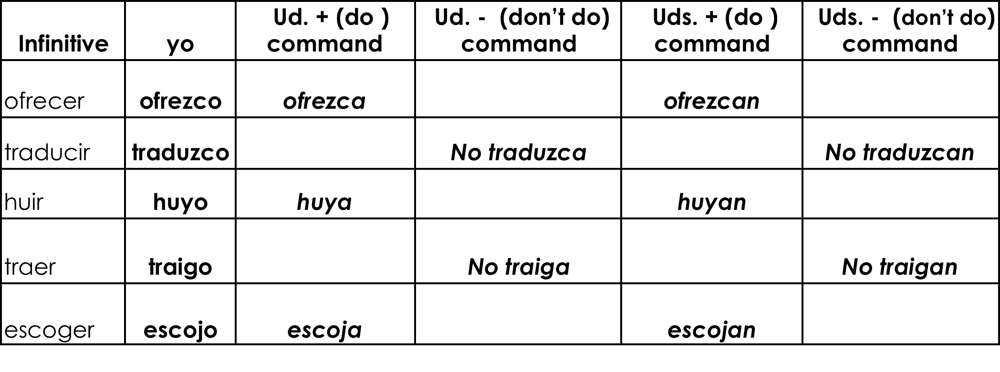 Infinitive yo Ud. + (do ) command Ud. - (don't do) command Uds. + (do ) command Uds. - (don't do) command
ofrecer ofrezco ofrezca ofrezcan
traducir traduzco No traduzca No traduzcan
huir huyo huya huyan
traer traigo No traiga No traigan
escoger escojo escoja escojan